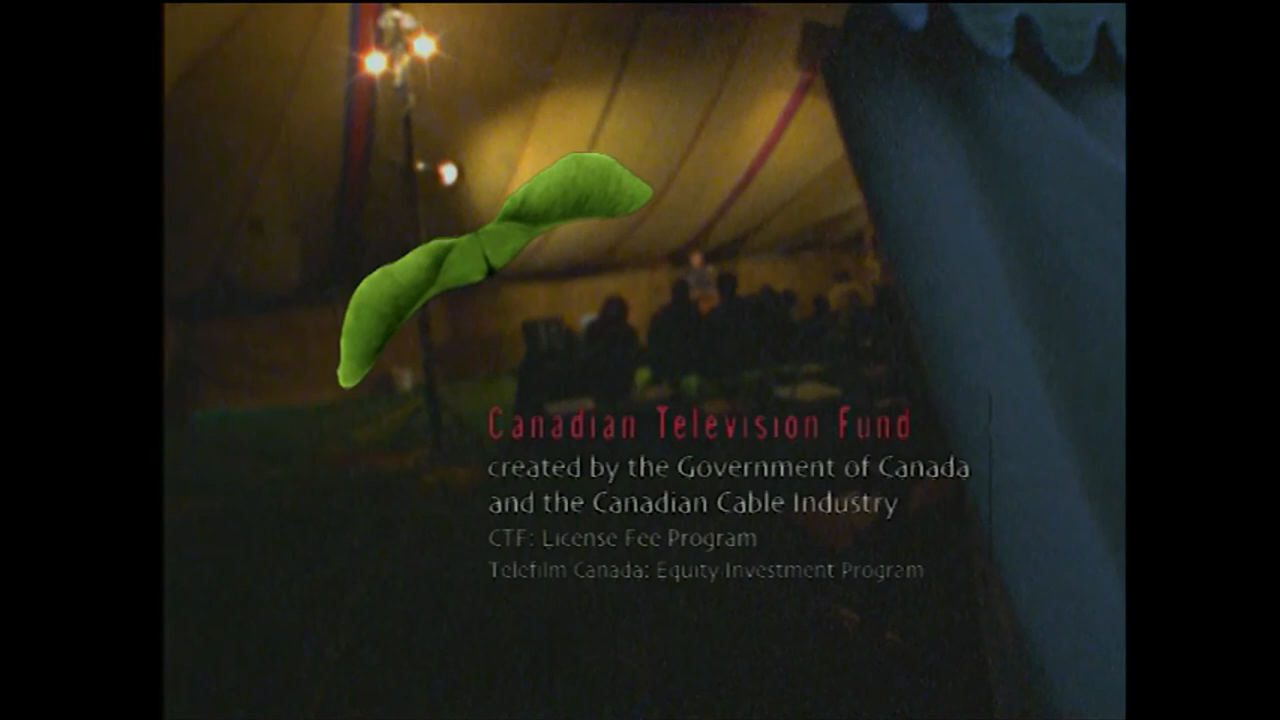 Canadian Television Fund
created by the Government of Canada
and the Canadian Cable Industry
CTF: License Fee Program
Telefilm Canada: Equity Investment Program